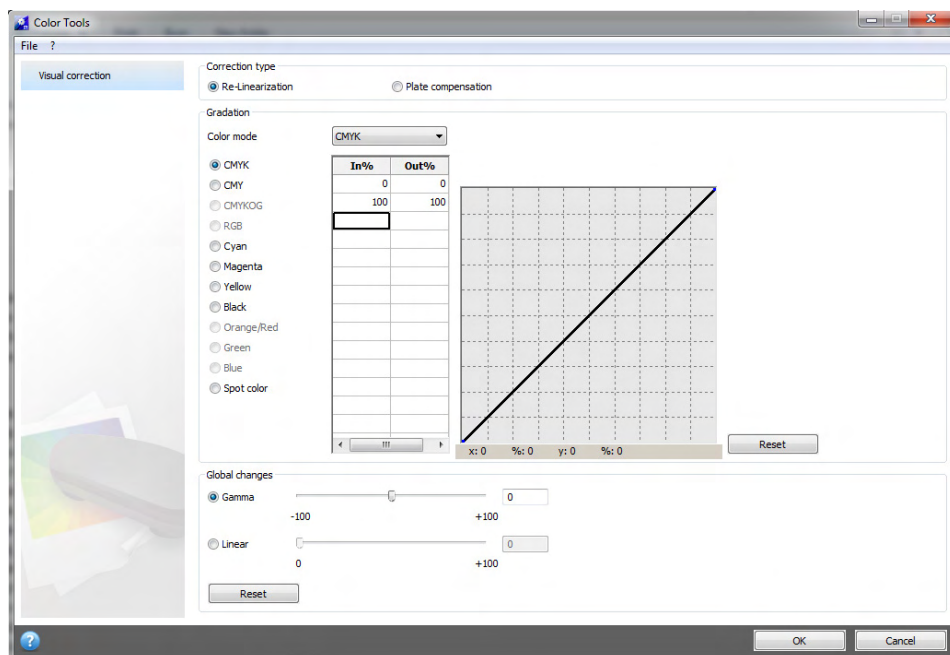 Color Tools
File ?
Visual correction
Correction type
Re-Linearization Plate compensation
Gradation
Color mode CMYK
CMYK
CMY
CMYKOG
RGB
Cyan
Magenta
Yellow
Black
Orange/Red
Green
Blue
Spot color
In% Out%
0 0
100 100
x: 0 %: 0 y: 0 %: 0
Reset
Global changes
Gamma 0
-100 +100
Linear 0
0 +100
Reset
?
OK Cancel